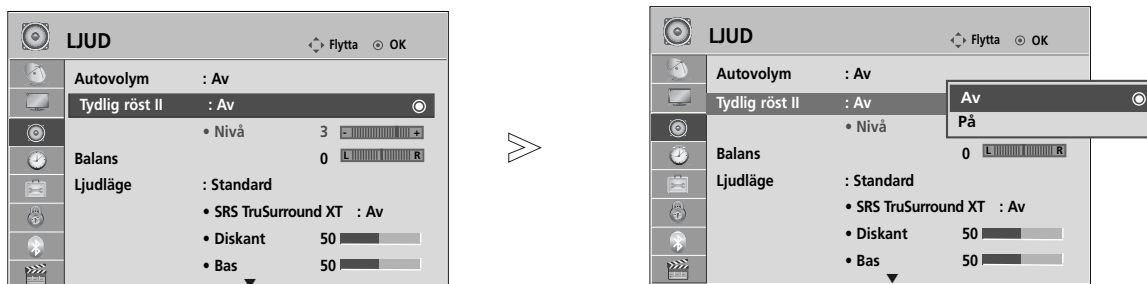 LJUD
Flytta OK
Autovolym : Av
Tydlig röst II : Av
• Nivå 3 - +
Balans 0 L R
Ljudläge : Standard
• SRS TruSurround XT : Av
• Diskant 50
• Bas 50
LJUD
Flytta OK
Autovolym : Av
Tydlig röst II : Av
Av
På
• Nivå
Balans 0 L R
Ljudläge : Standard
• SRS TruSurround XT : Av
• Diskant 50
• Bas 50